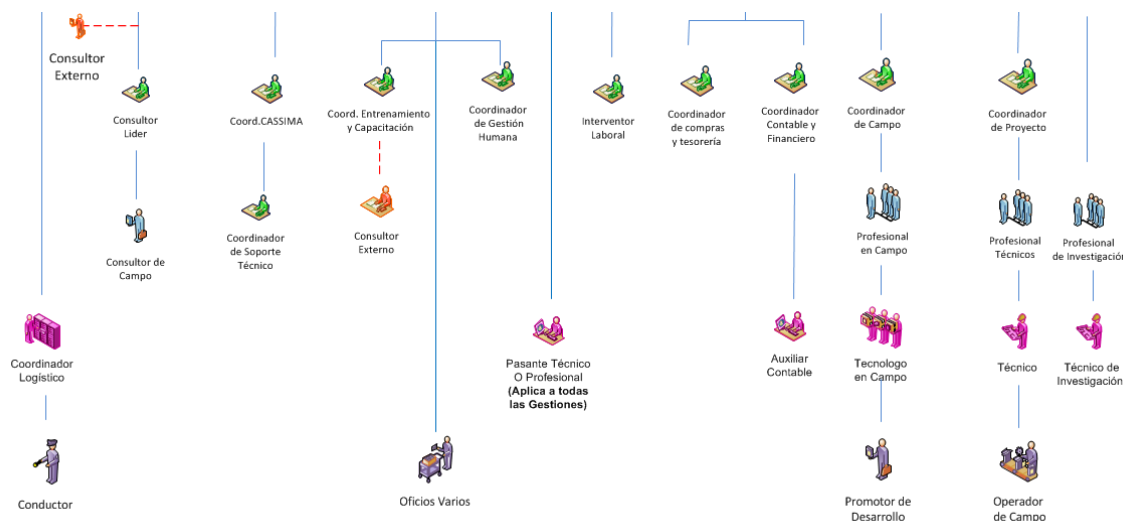 Consultor
Externo
Consultor
Lider
Coord.CASSIMA
Coord. Entrenamiento
y Capacitación
Coordinador
de Gestión
Humana
Interventor
Laboral
Coordinador
de compras
y tesorería
Coordinador
Contable y
Financiero
Coordinador
de Campo
Coordinador
de Proyecto
Consultor de
Campo
Coordinador
de Soporte
Técnico
Consultor
Externo
Profesional
en Campo
Profesional
Técnicos
Profesional
de Investigación
Coordinador
Logístico
Pasante Técnico
O Profesional
(Aplica a todas
las Gestiones)
Auxiliar
Contable
Tecnologo
en Campo
Técnico
Técnico de
Investigación
Conductor
Oficios Varios
Promotor de
Desarrollo
Operador
de Campo